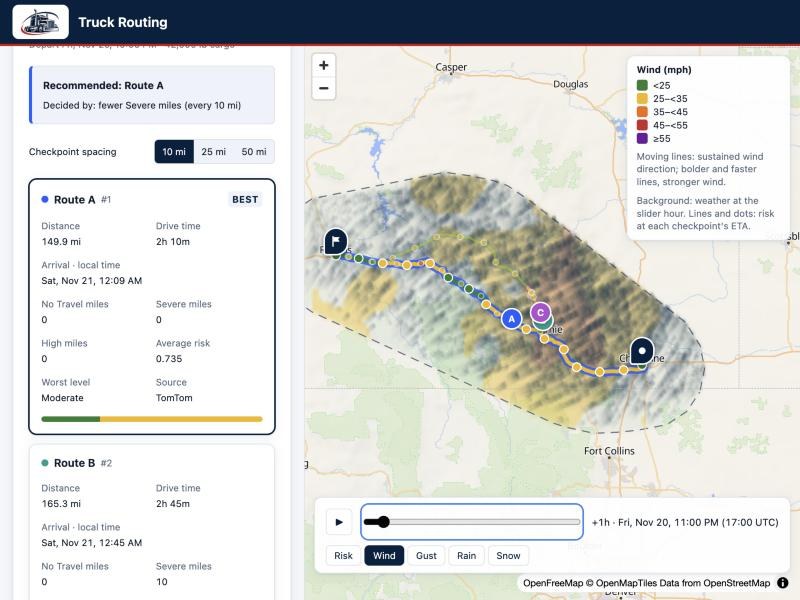 Truck Routing
Recommended: Route A
Decided by: fewer Severe miles (every 10 mi)
Checkpoint spacing
10 mi
25 mi
50 mi
Route A #1
BEST
Distance
Drive time
149.9 mi
2h 10m
Arrival · local time
Sat, Nov 21, 12:09 AM
No Travel miles
Severe miles
0
0
High miles
Average risk
0
0.735
Worst level
Source
Moderate
TomTom
Route B #2
Distance
Drive time
165.3 mi
2h 45m
Arrival · local time
Sat, Nov 21, 12:45 AM
No Travel miles
Severe miles
0
10
+
−
Casper
Douglas
A
C
Fort Collins
Denver
Wind (mph)
<25
25–<35
35–<45
45–<55
≥55
Moving lines: sustained wind
direction; bolder and faster
lines, stronger wind.
Background: weather at the
slider hour. Lines and dots: risk
at each checkpoint's ETA.
+1h · Fri, Nov 20, 11:00 PM (17:00 UTC)
Risk
Wind
Gust
Rain
Snow
OpenFreeMap © OpenMapTiles Data from OpenStreetMap